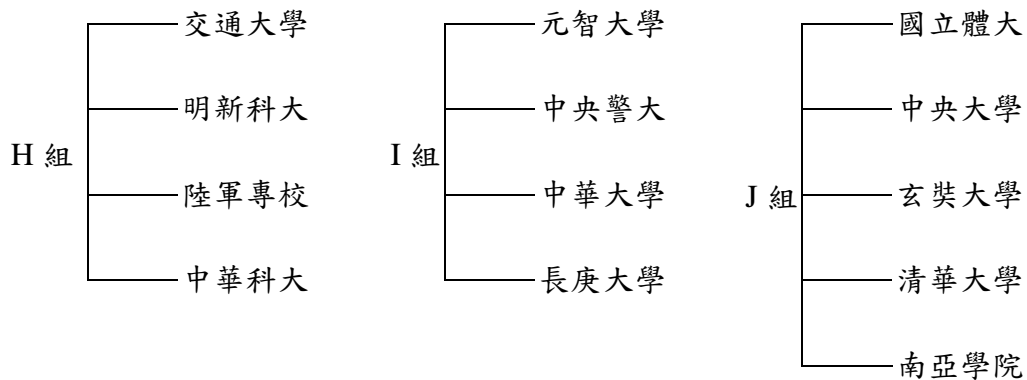 H 組
交通大學
明新科大
陸軍專校
中華科大
I 組
元智大學
中央警大
中華大學
長庚大學
J 組
國立體大
中央大學
玄奘大學
清華大學
南亞學院